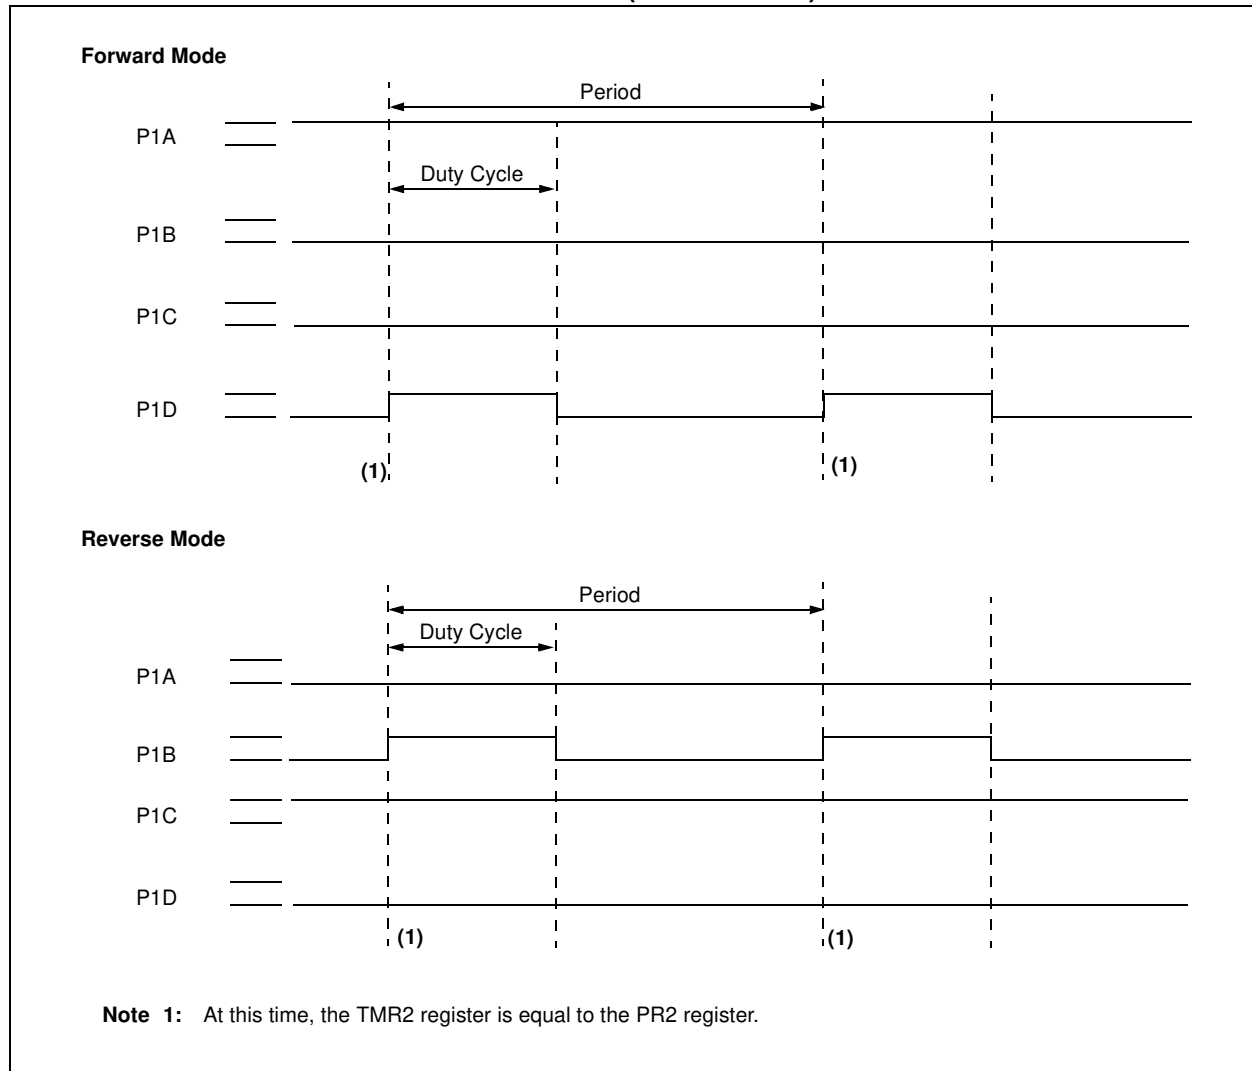 Forward Mode
Period
P1A
Duty Cycle
P1B
P1C
P1D
(1)
(1)
Reverse Mode
Period
Duty Cycle
P1A
P1B
P1C
P1D
(1)
(1)
Note 1: At this time, the TMR2 register is equal to the PR2 register.